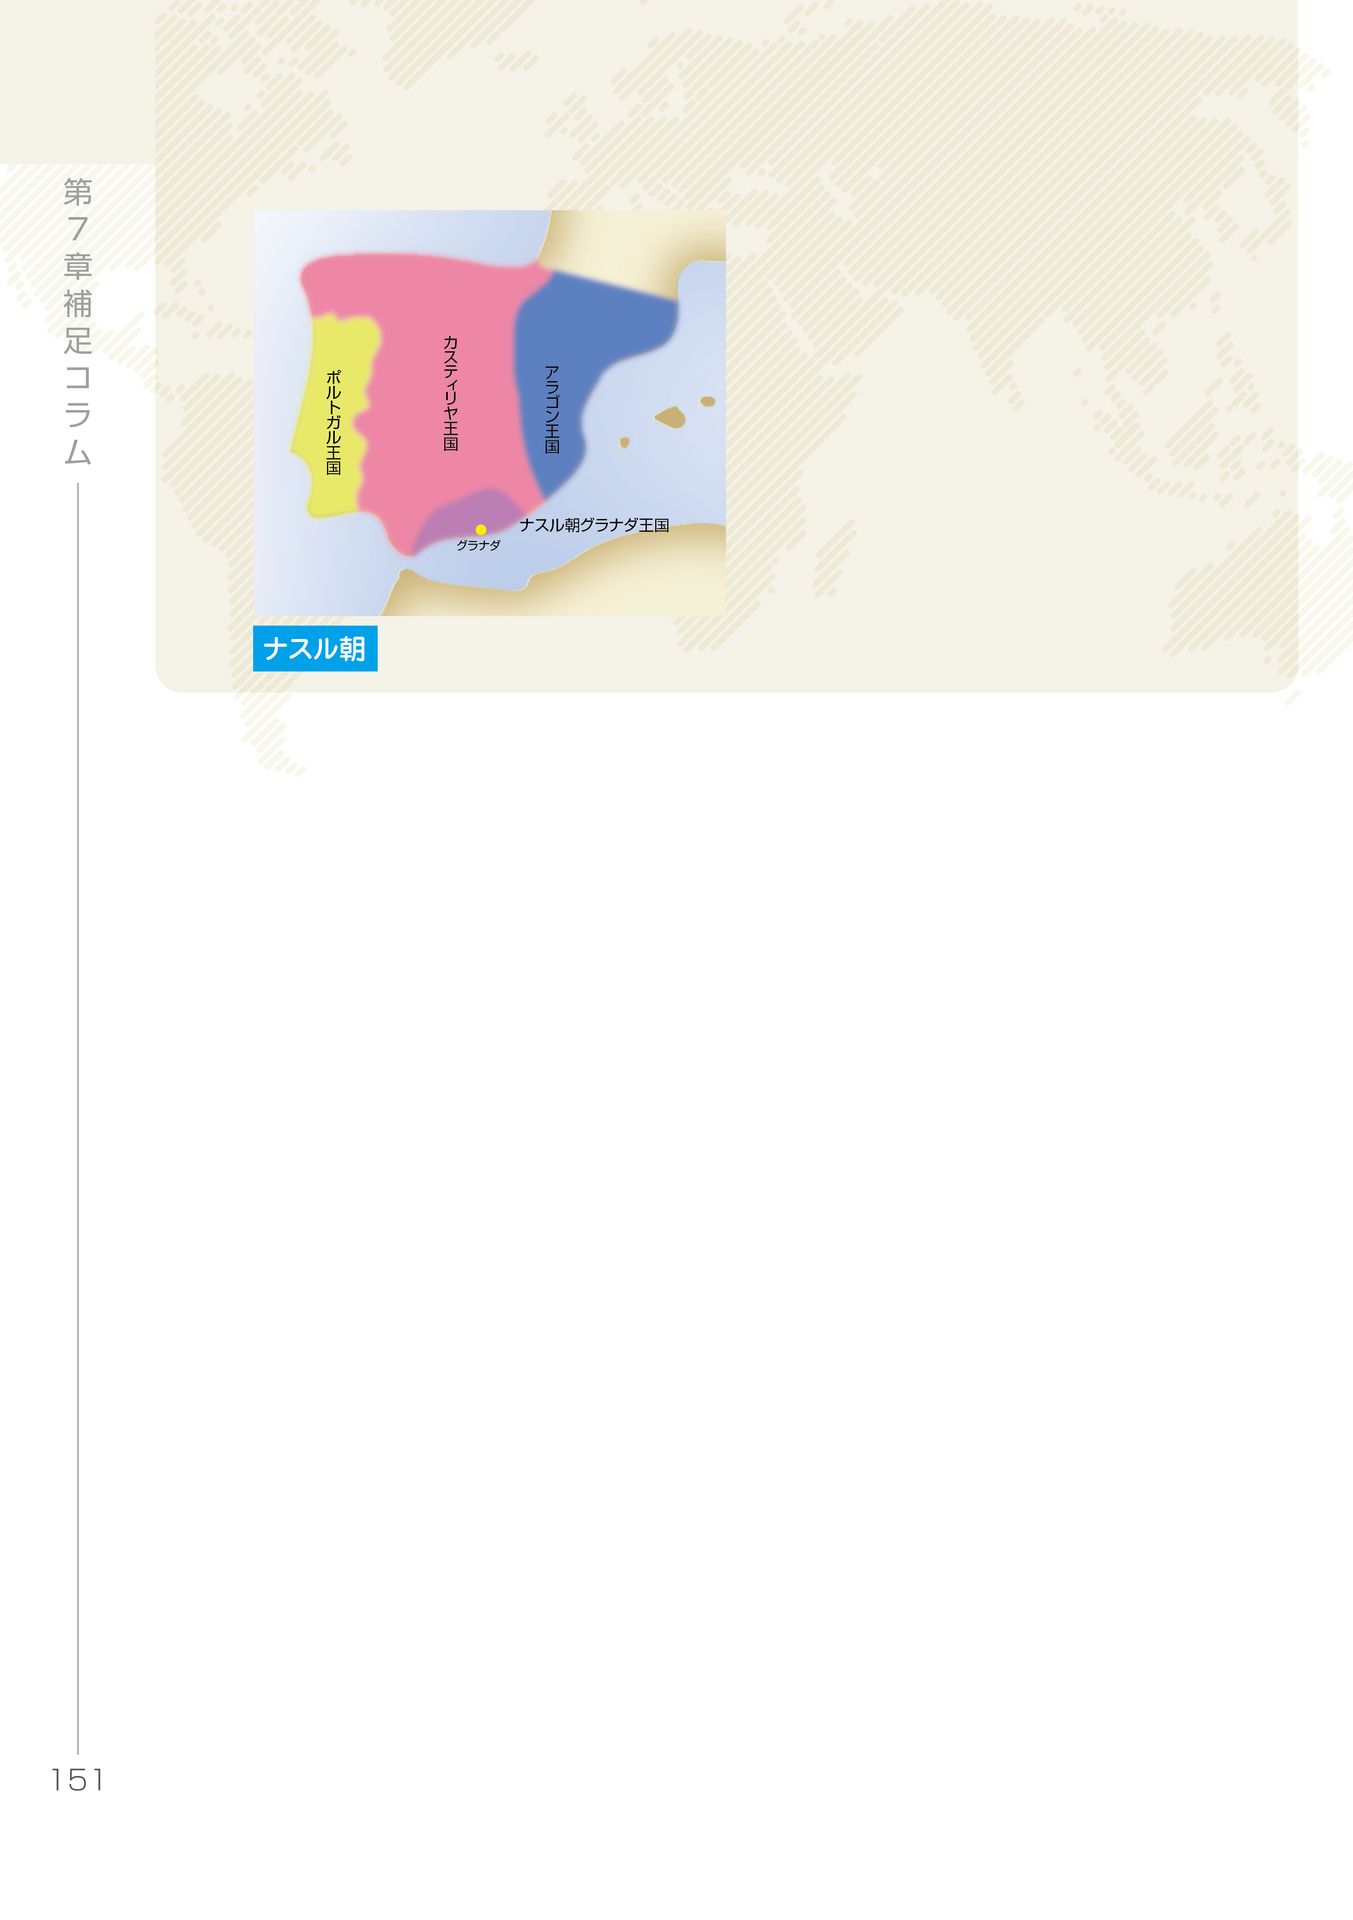 第7章補足コラム
ポルトガル王国
カスティリヤ王国
アラゴン王国
ナスル朝グラナダ王国
グラナダ
ナスル朝
151